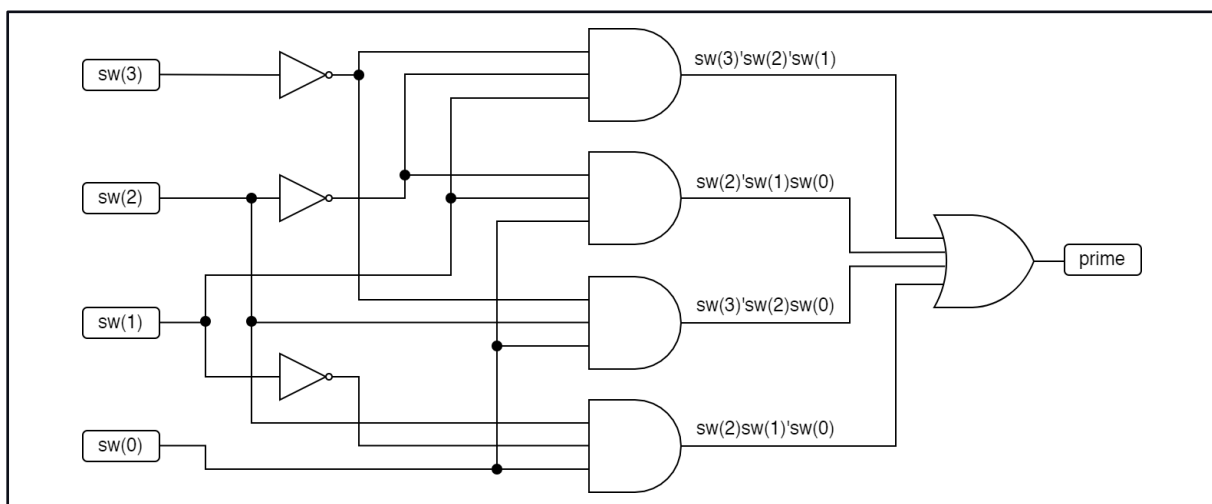 sw(3)
sw(3)'sw(2)'sw(1)
sw(2)
sw(2)'sw(1)sw(0)
prime
sw(1)
sw(3)'sw(2)sw(0)
sw(0)
sw(2)sw(1)'sw(0)